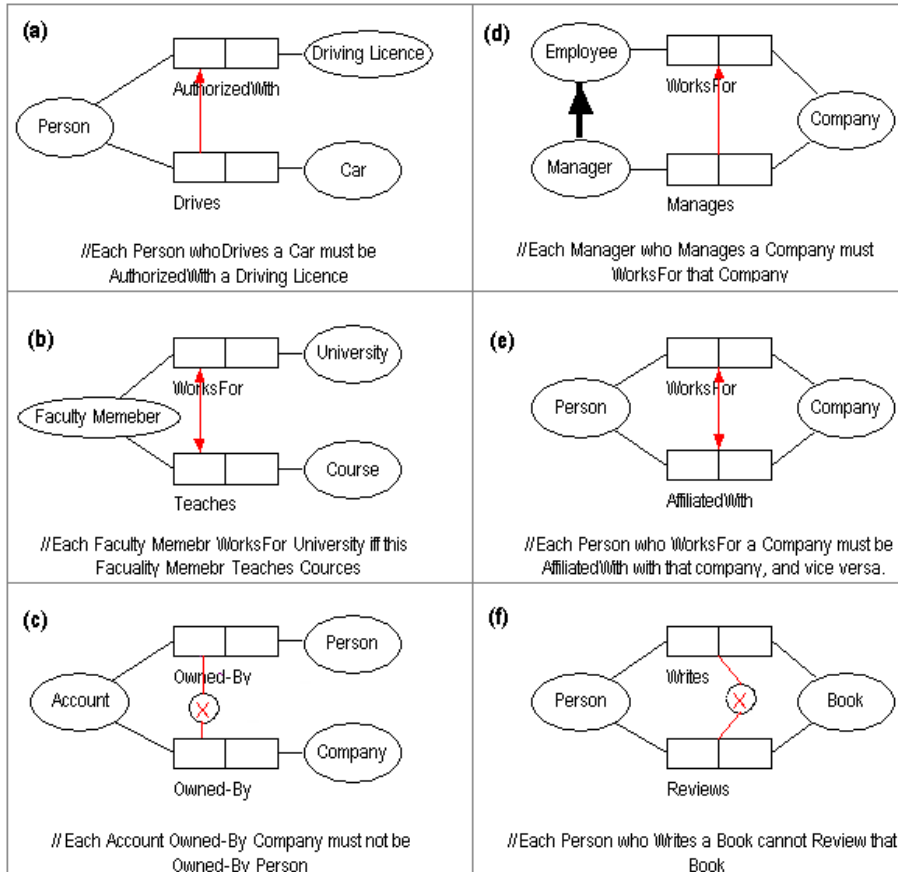 (a)
Driving Licence
AuthorizedWith
Person
Car
Drives
//Each Person whoDrives a Car must be
AuthorizedWith a Driving Licence
(d)
Employee
WorksFor
Company
Manager
Manages
//Each Manager who Manages a Company must
WorksFor that Company
(b)
University
WorksFor
Faculty Memeber
Course
Teaches
//Each Faculty Memebr WorksFor University iff this
Facuality Memebr Teaches Cources
(e)
WorksFor
Person
Company
AffiliatedWith
//Each Person who WorksFor a Company must be
AffiliatedWith with that company, and vice versa.
(c)
Person
Owned-By
Account
X
Company
Owned-By
//Each Account Owned-By Company must not be
Owned-By Person
(f)
Writes
Person
X
Book
Reviews
//Each Person who Writes a Book cannot Review that
Book